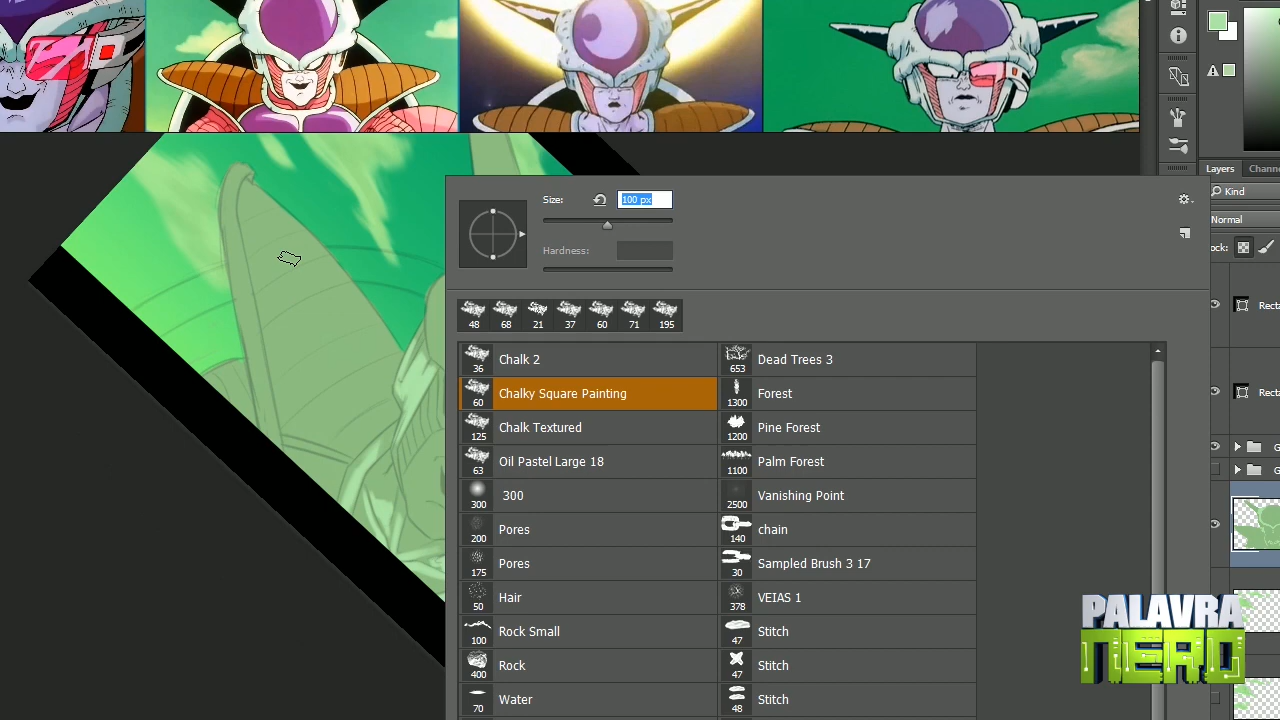 Size:
100 px
Hardness:
48 68 21 37 60 71 195
36 Chalk 2
653 Dead Trees 3
60 Chalky Square Painting
1300 Forest
125 Chalk Textured
1200 Pine Forest
63 Oil Pastel Large 18
1100 Palm Forest
300 300
2500 Vanishing Point
200 Pores
140 chain
175 Pores
30 Sampled Brush 3 17
50 Hair
378 VEIAS 1
100 Rock Small
47 Stitch
400 Rock
47 Stitch
70 Water
48 Stitch
Layers Chann
Kind
Normal
ock:
Recta
Recta
G
G
PALAVRA
NERD